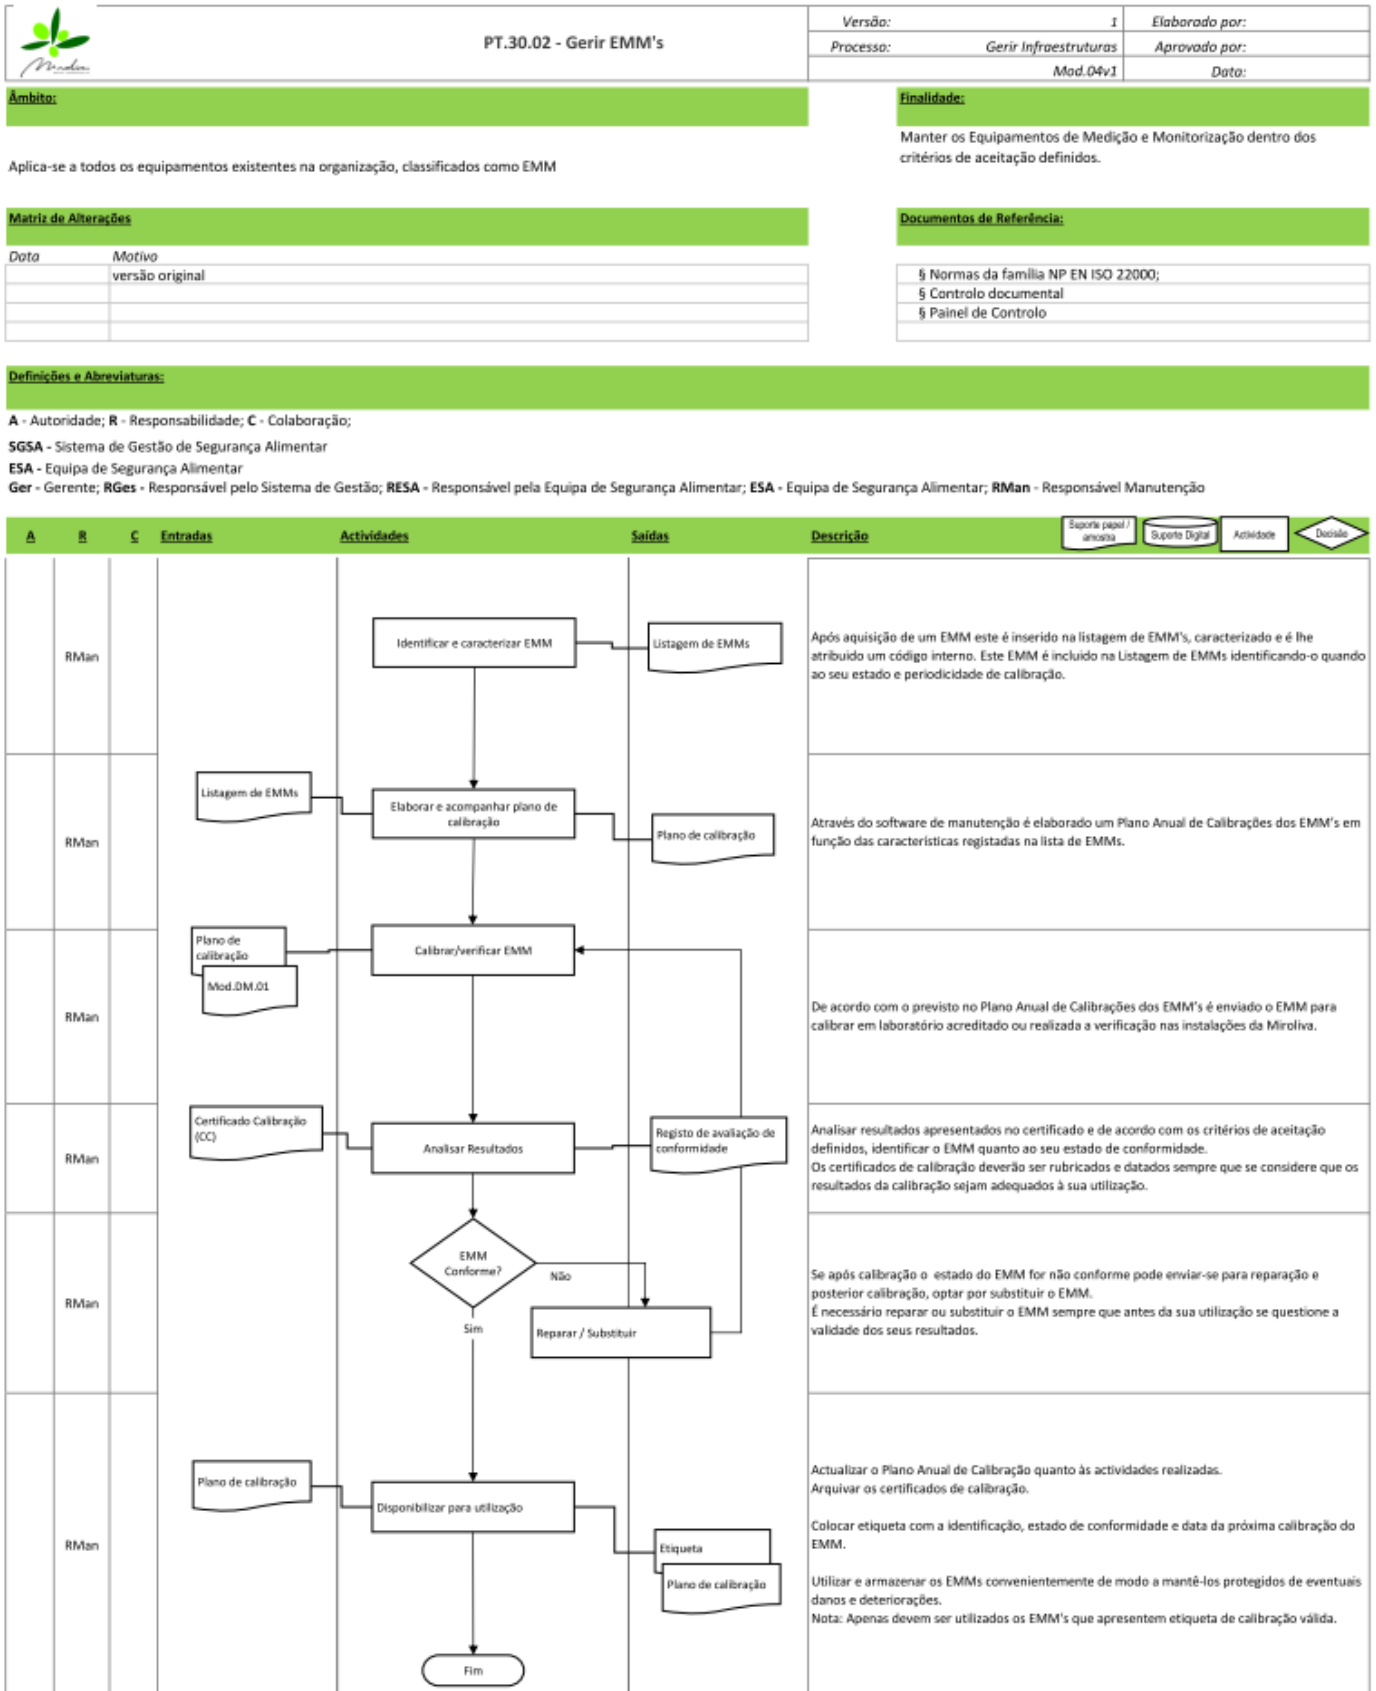 PT.30.02 - Gerir EMM's
Versão: 1 Elaborado por:
Processo: Gerir Infraestruturas Aprovado por:
Mod.04v1 Data:
Âmbito:
Aplica-se a todos os equipamentos existentes na organização, classificados como EMM
Finalidade:
Manter os Equipamentos de Medição e Monitorização dentro dos
critérios de aceitação definidos.
Matriz de Alterações
Data Motivo
versão original
Documentos de Referência:
§ Normas da família NP EN ISO 22000;
§ Controlo documental
§ Painel de Controlo
Definições e Abreviaturas:
A - Autoridade; R - Responsabilidade; C - Colaboração;
SGSA - Sistema de Gestão de Segurança Alimentar
ESA - Equipa de Segurança Alimentar
Ger - Gerente; RGes - Responsável pelo Sistema de Gestão; RESA - Responsável pela Equipa de Segurança Alimentar; ESA - Equipa de Segurança Alimentar; RMan - Responsável Manutenção
A R C Entradas Actividades Saídas Descrição
Suporte papel /
amostra
Suporte Digital
Actividade
Decisão
RMan
Identificar e caracterizar EMM
Listagem de EMMs
Após aquisição de um EMM este é inserido na listagem de EMM's, caracterizado e é lhe
atribuido um código interno. Este EMM é incluido na Listagem de EMMs identificando-o quando
ao seu estado e periodicidade de calibração.
RMan
Listagem de EMMs
Elaborar e acompanhar plano de
calibração
Plano de calibração
Através do software de manutenção é elaborado um Plano Anual de Calibrações dos EMM's em
função das características registadas na lista de EMMs.
RMan
Plano de
calibração
Mod.DM.01
Calibrar/verificar EMM
De acordo com o previsto no Plano Anual de Calibrações dos EMM's é enviado o EMM para
calibrar em laboratório acreditado ou realizada a verificação nas instalações da Miroliva.
RMan
Certificado Calibração
(CC)
Analisar Resultados
Registo de avaliação de
conformidade
Analisar resultados apresentados no certificado e de acordo com os critérios de aceitação
definidos, identificar o EMM quanto ao seu estado de conformidade.
Os certificados de calibração deverão ser rubricados e datados sempre que se considere que os
resultados da calibração sejam adequados à sua utilização.
RMan
EMM
Conforme?
Não
Sim
Reparar / Substituir
Se após calibração o estado do EMM for não conforme pode enviar-se para reparação e
posterior calibração, optar por substituir o EMM.
É necessário reparar ou substituir o EMM sempre que antes da sua utilização se questione a
validade dos seus resultados.
RMan
Plano de calibração
Disponibilizar para utilização
Etiqueta
Plano de calibração
Actualizar o Plano Anual de Calibração quanto às actividades realizadas.
Arquivar os certificados de calibração.
Colocar etiqueta com a identificação, estado de conformidade e data da próxima calibração do
EMM.
Utilizar e armazenar os EMMs convenientemente de modo a mantê-los protegidos de eventuais
danos e deteriorações.
Nota: Apenas devem ser utilizados os EMM's que apresentem etiqueta de calibração válida.
Fim